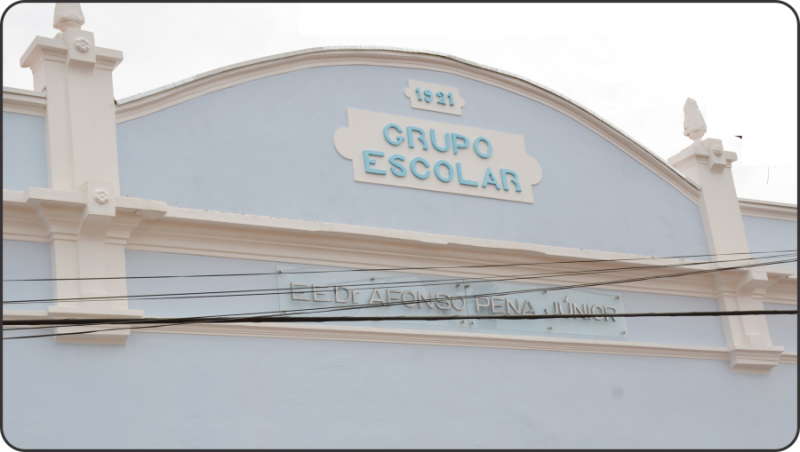 1921
GRUPO
ESCOLAR
E E Dr AFONSO PENA JÚNIOR